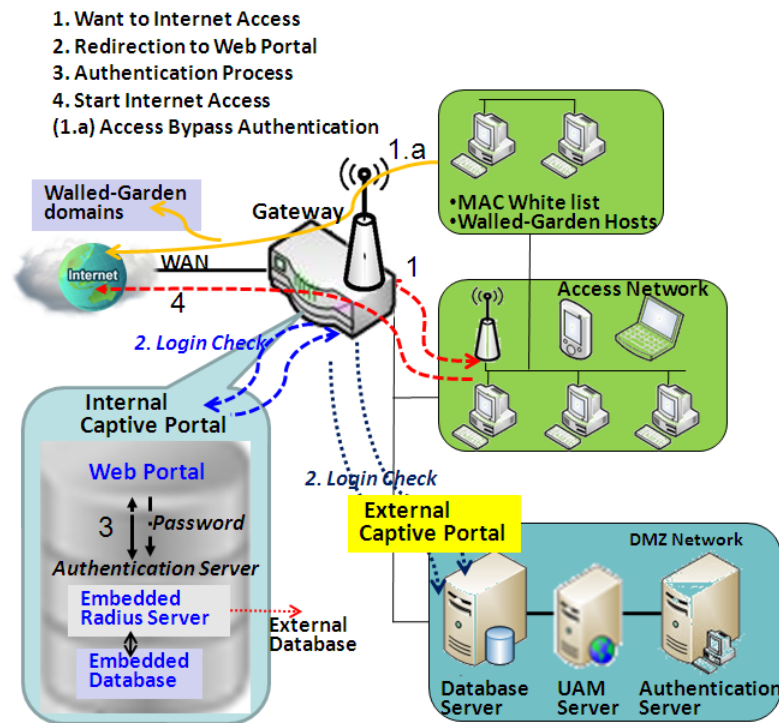 1. Want to Internet Access
2. Redirection to Web Portal
3. Authentication Process
4. Start Internet Access
(1.a) Access Bypass Authentication
1.a
•MAC White list
•Walled-Garden Hosts
Walled-Garden
domains
Gateway
Internet
WAN
1
4
Access Network
2. Login Check
Internal
Captive Portal
Web Portal
3
Password
Authentication Server
Embedded
Radius Server
Embedded
Database
External
Database
2. Login Check
External
Captive Portal
DMZ Network
Database
Server
UAM
Server
Authentication
Server